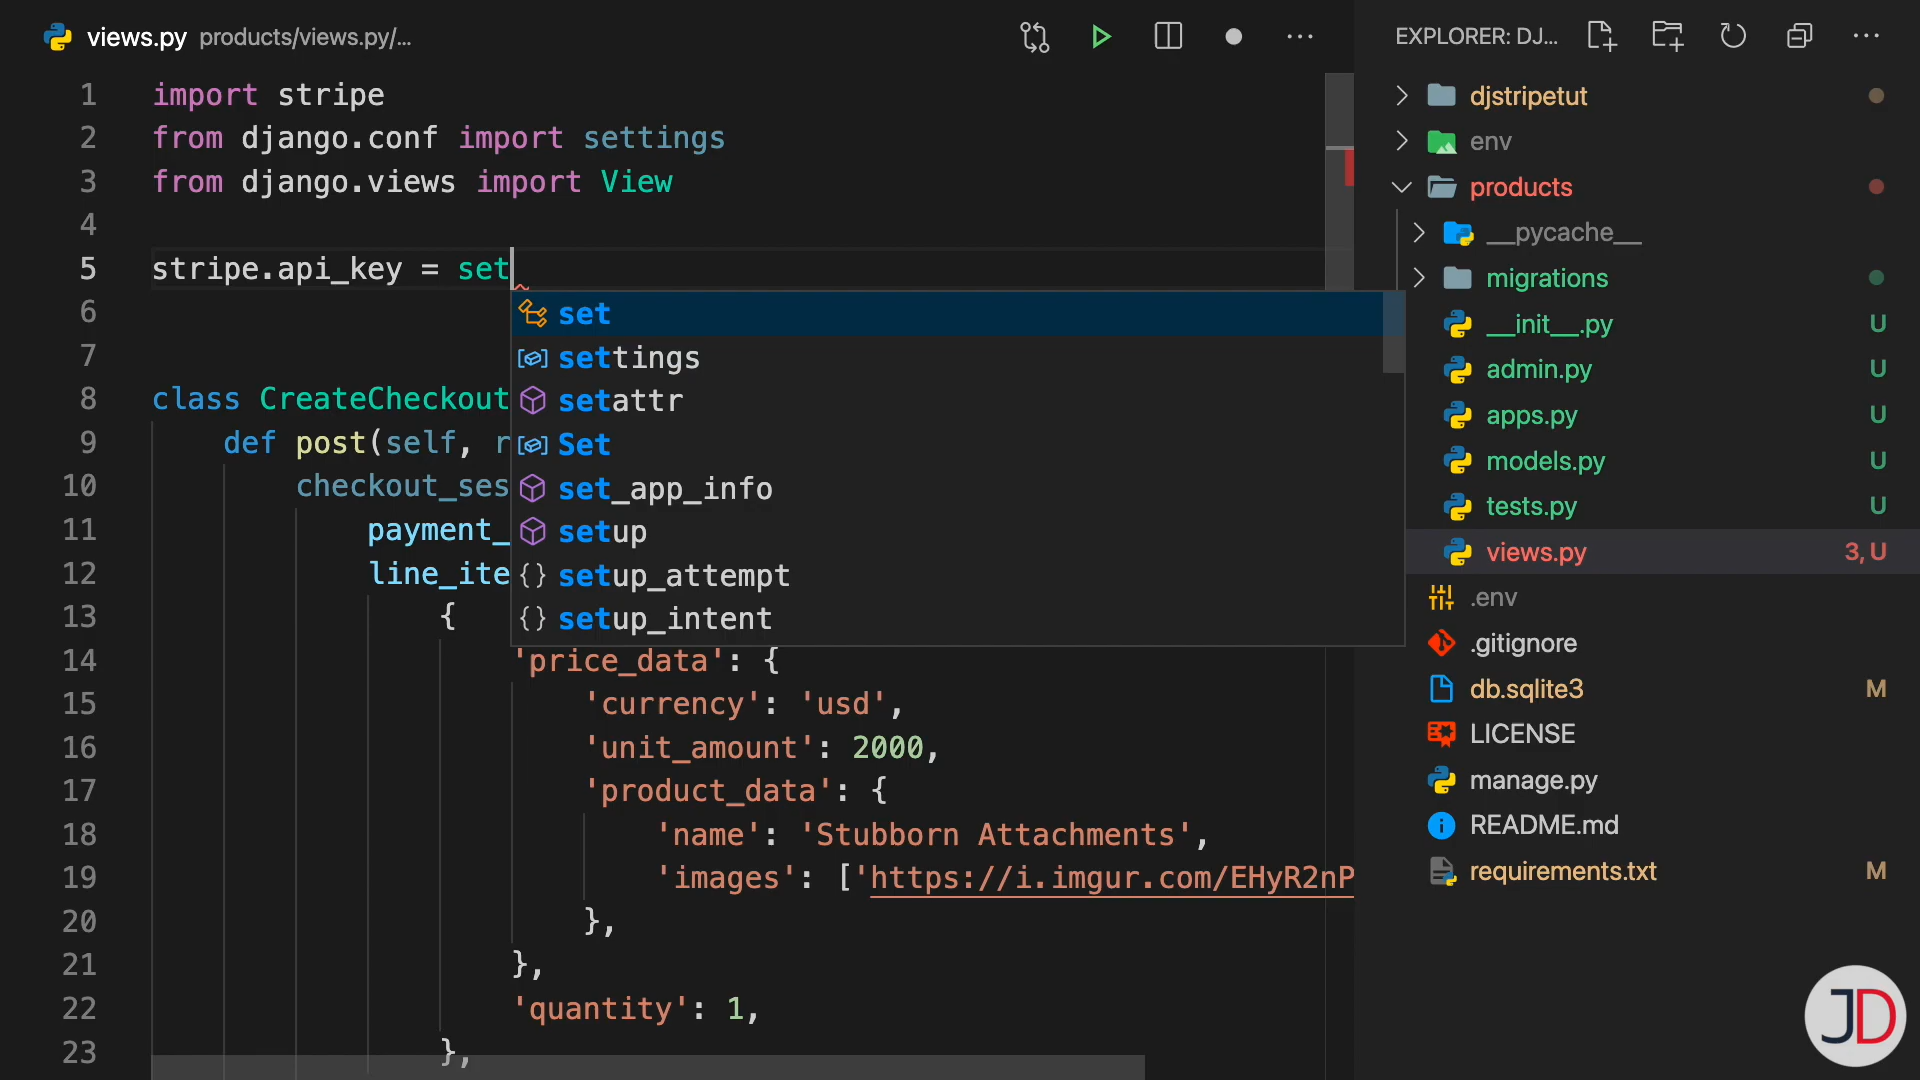 views.py products/views.py/...
1 import stripe
2 from django.conf import settings
3 from django.views import View
4
5 stripe.api_key = set
6
7
8 class CreateCheckout
9 def post(self, r
10 checkout_ses
11 payment_
12 line_ite
13 {
14 'price_data': {
15 'currency': 'usd',
16 'unit_amount': 2000,
17 'product_data': {
18 'name': 'Stubborn Attachments',
19 'images': ['https://i.imgur.com/EHyR2nP
20 },
21 },
22 'quantity': 1,
23 },
set
settings
setattr
Set
set_app_info
setup
{} setup_attempt
{} setup_intent
EXPLORER: DJ...
djstripetut
env
products
__pycache__
migrations
__init__.py U
admin.py U
apps.py U
models.py U
tests.py U
views.py 3, U
.env
.gitignore
db.sqlite3 M
LICENSE
manage.py
README.md
requirements.txt M
JD